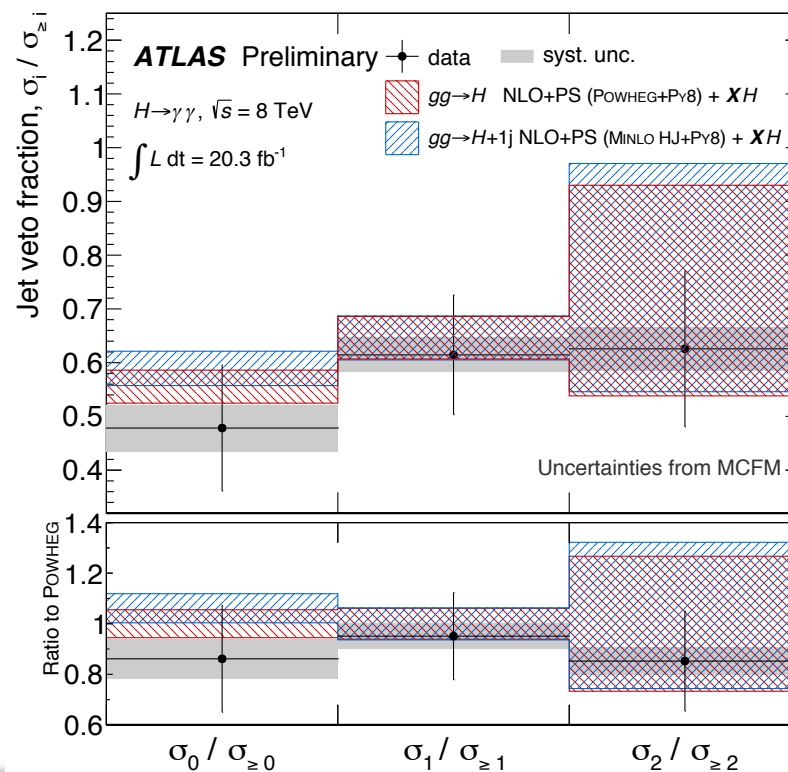 ATLAS Preliminary
data
syst. unc.
gg→H NLO+PS (POWHEG+PY8) + XH
gg→H+1j NLO+PS (MINLO HJ+PY8) + XH
H→γγ, √s = 8 TeV
∫ L dt = 20.3 fb⁻¹
Jet veto fraction, σᵢ / σ≥ᵢ
1.2
1.1
1
0.9
0.8
0.7
0.6
0.5
0.4
Uncertainties from MCFM
Ratio to POWHEG
1.4
1.2
1
0.8
0.6
σ₀ / σ≥₀
σ₁ / σ≥₁
σ₂ / σ≥₂